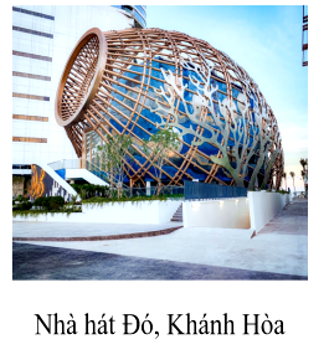 Nhà hát Đó, Khánh Hòa